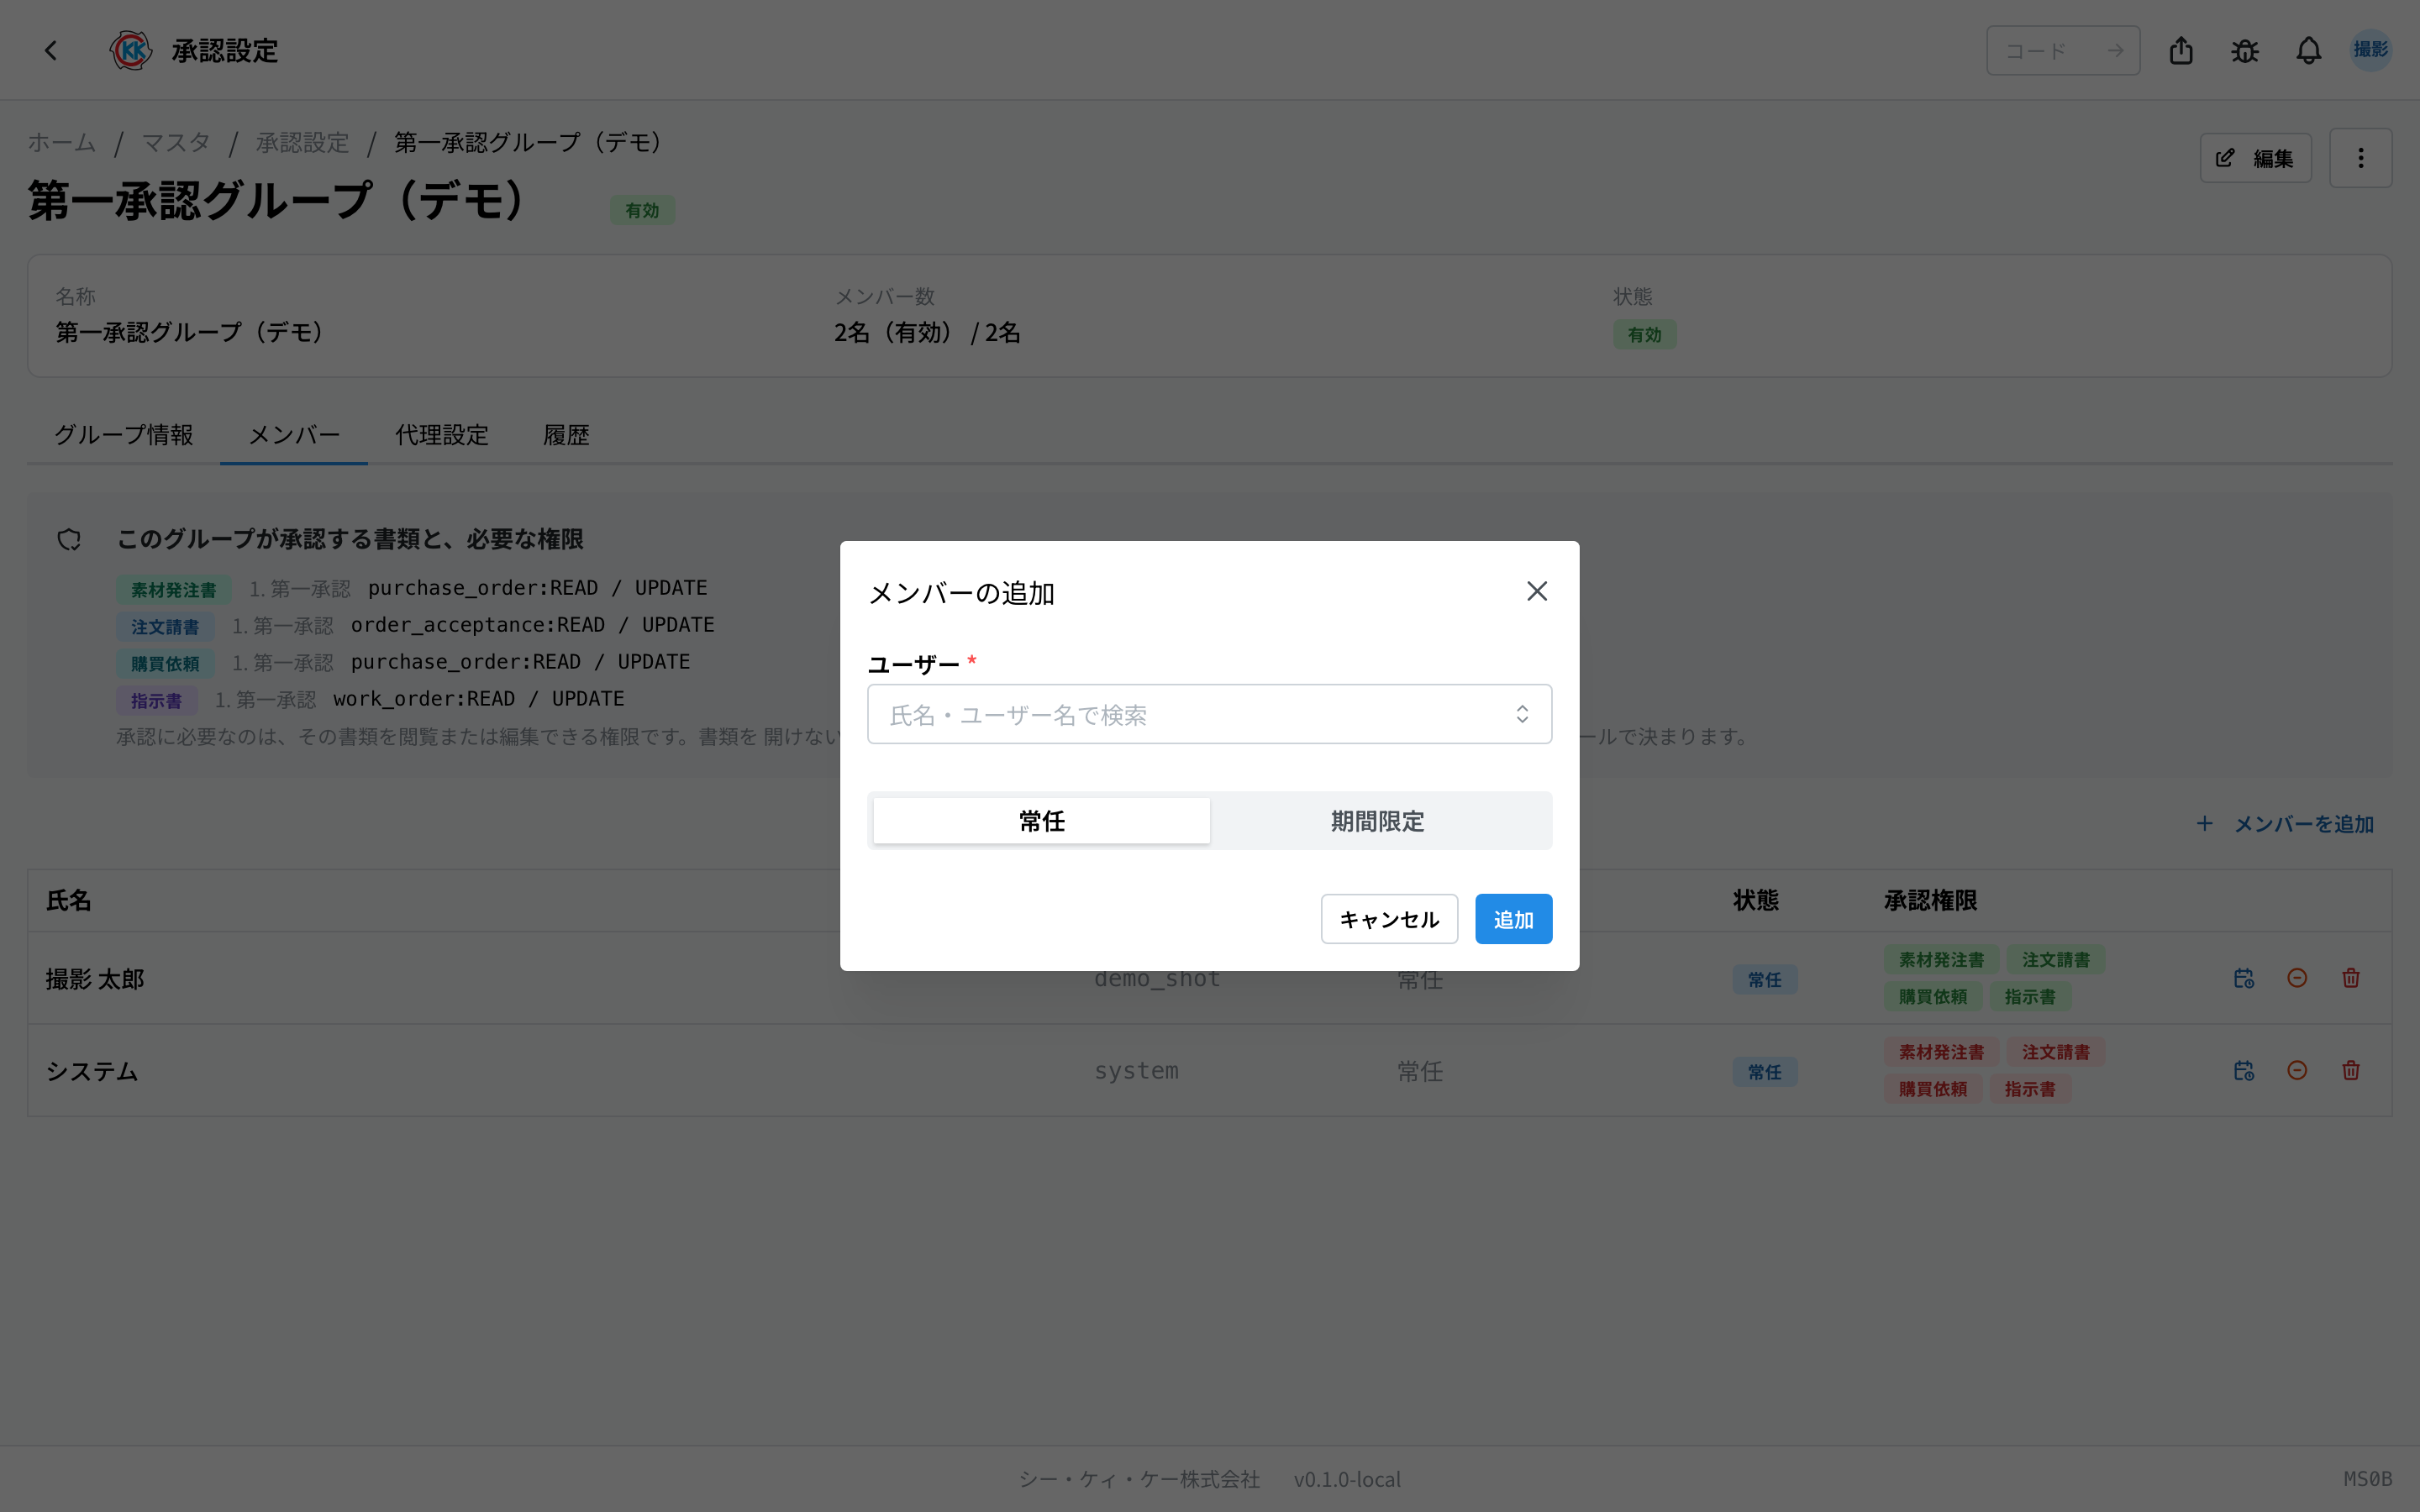 KK 承認設定
コード
撮影
ホーム / マスタ / 承認設定 / 第一承認グループ（デモ）
編集
第一承認グループ（デモ） 有効
名称 メンバー数 状態
第一承認グループ（デモ） 2名（有効） / 2名 有効
グループ情報 メンバー 代理設定 履歴
このグループが承認する書類と、必要な権限
素材発注書 1. 第一承認 purchase_order:READ / UPDATE
注文請書 1. 第一承認 order_acceptance:READ / UPDATE
購買依頼 1. 第一承認 purchase_order:READ / UPDATE
指示書 1. 第一承認 work_order:READ / UPDATE
承認に必要なのは、その書類を閲覧または編集できる権限です。書類を 開けない
ールで決まります。
メンバーの追加
ユーザー *
氏名・ユーザー名で検索
常任 期間限定
キャンセル 追加
メンバーを追加
氏名 状態 承認権限
撮影 太郎 demo_shot 常任 常任 素材発注書 注文請書
購買依頼 指示書
システム system 常任 常任 素材発注書 注文請書
購買依頼 指示書
シー・ケィ・ケー株式会社 v0.1.0-local
MS0B